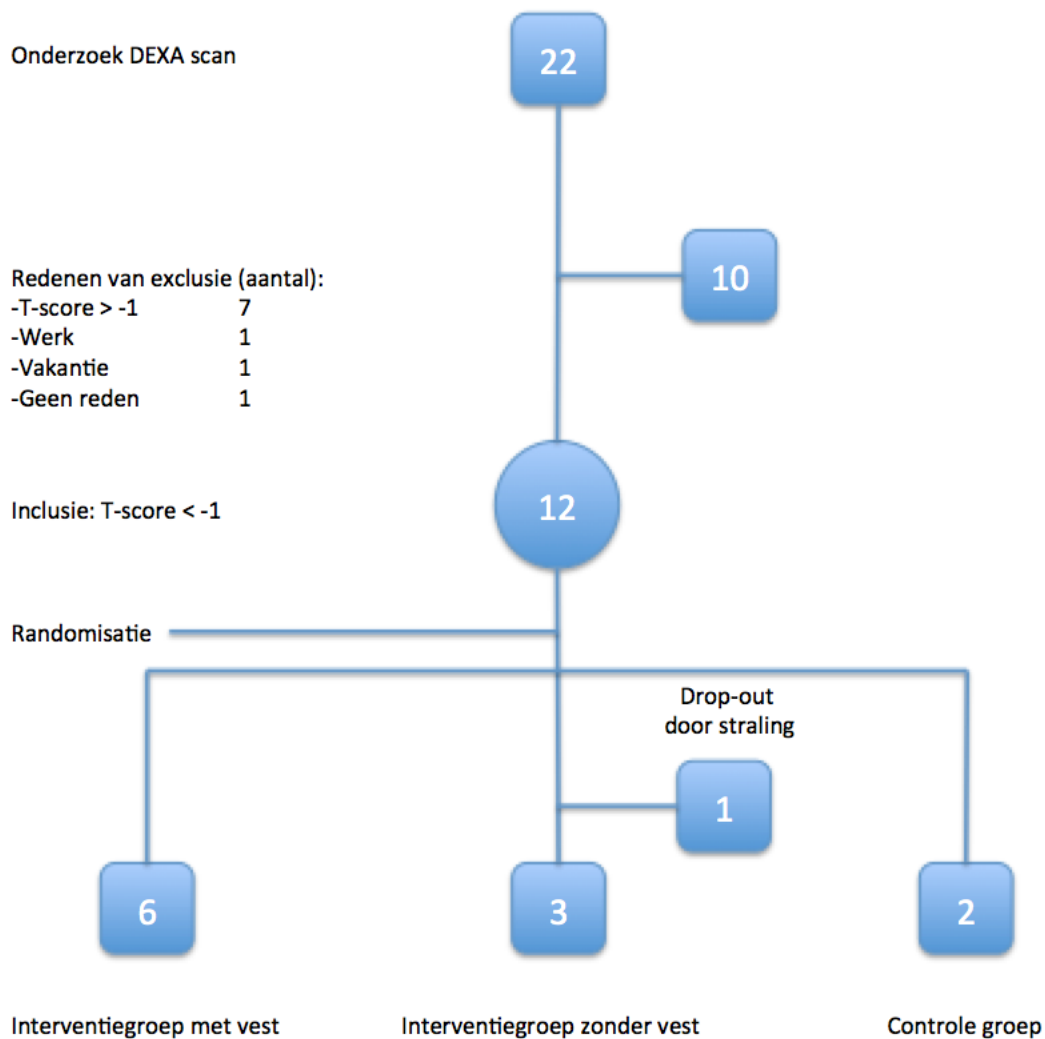 Onderzoek DEXA scan
22
10
Redenen van exclusie (aantal):
-T-score > -1 7
-Werk 1
-Vakantie 1
-Geen reden 1
Inclusie: T-score < -1
12
Randomisatie
Drop-out
door straling
1
6
3
2
Interventiegroep met vest
Interventiegroep zonder vest
Controle groep